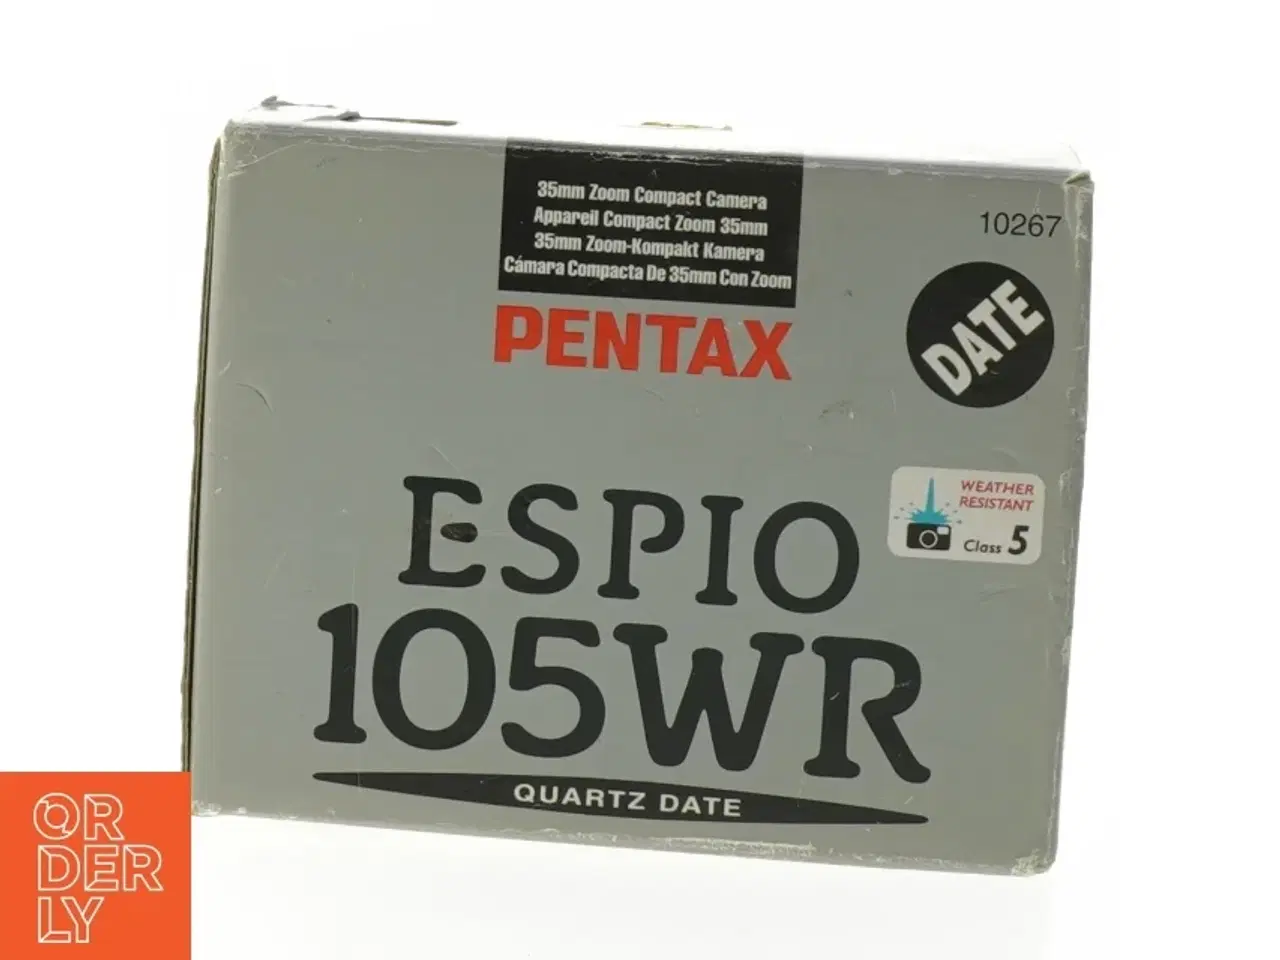 35mm Zoom Compact Camera
Appareil Compact Zoom 35mm
35mm Zoom-Kompakt Kamera
Cámara Compacta De 35mm Con Zoom
10267
PENTAX
DATE
WEATHER
RESISTANT
Class 5
ESPIO
105WR
QUARTZ DATE
OR
DER
LY